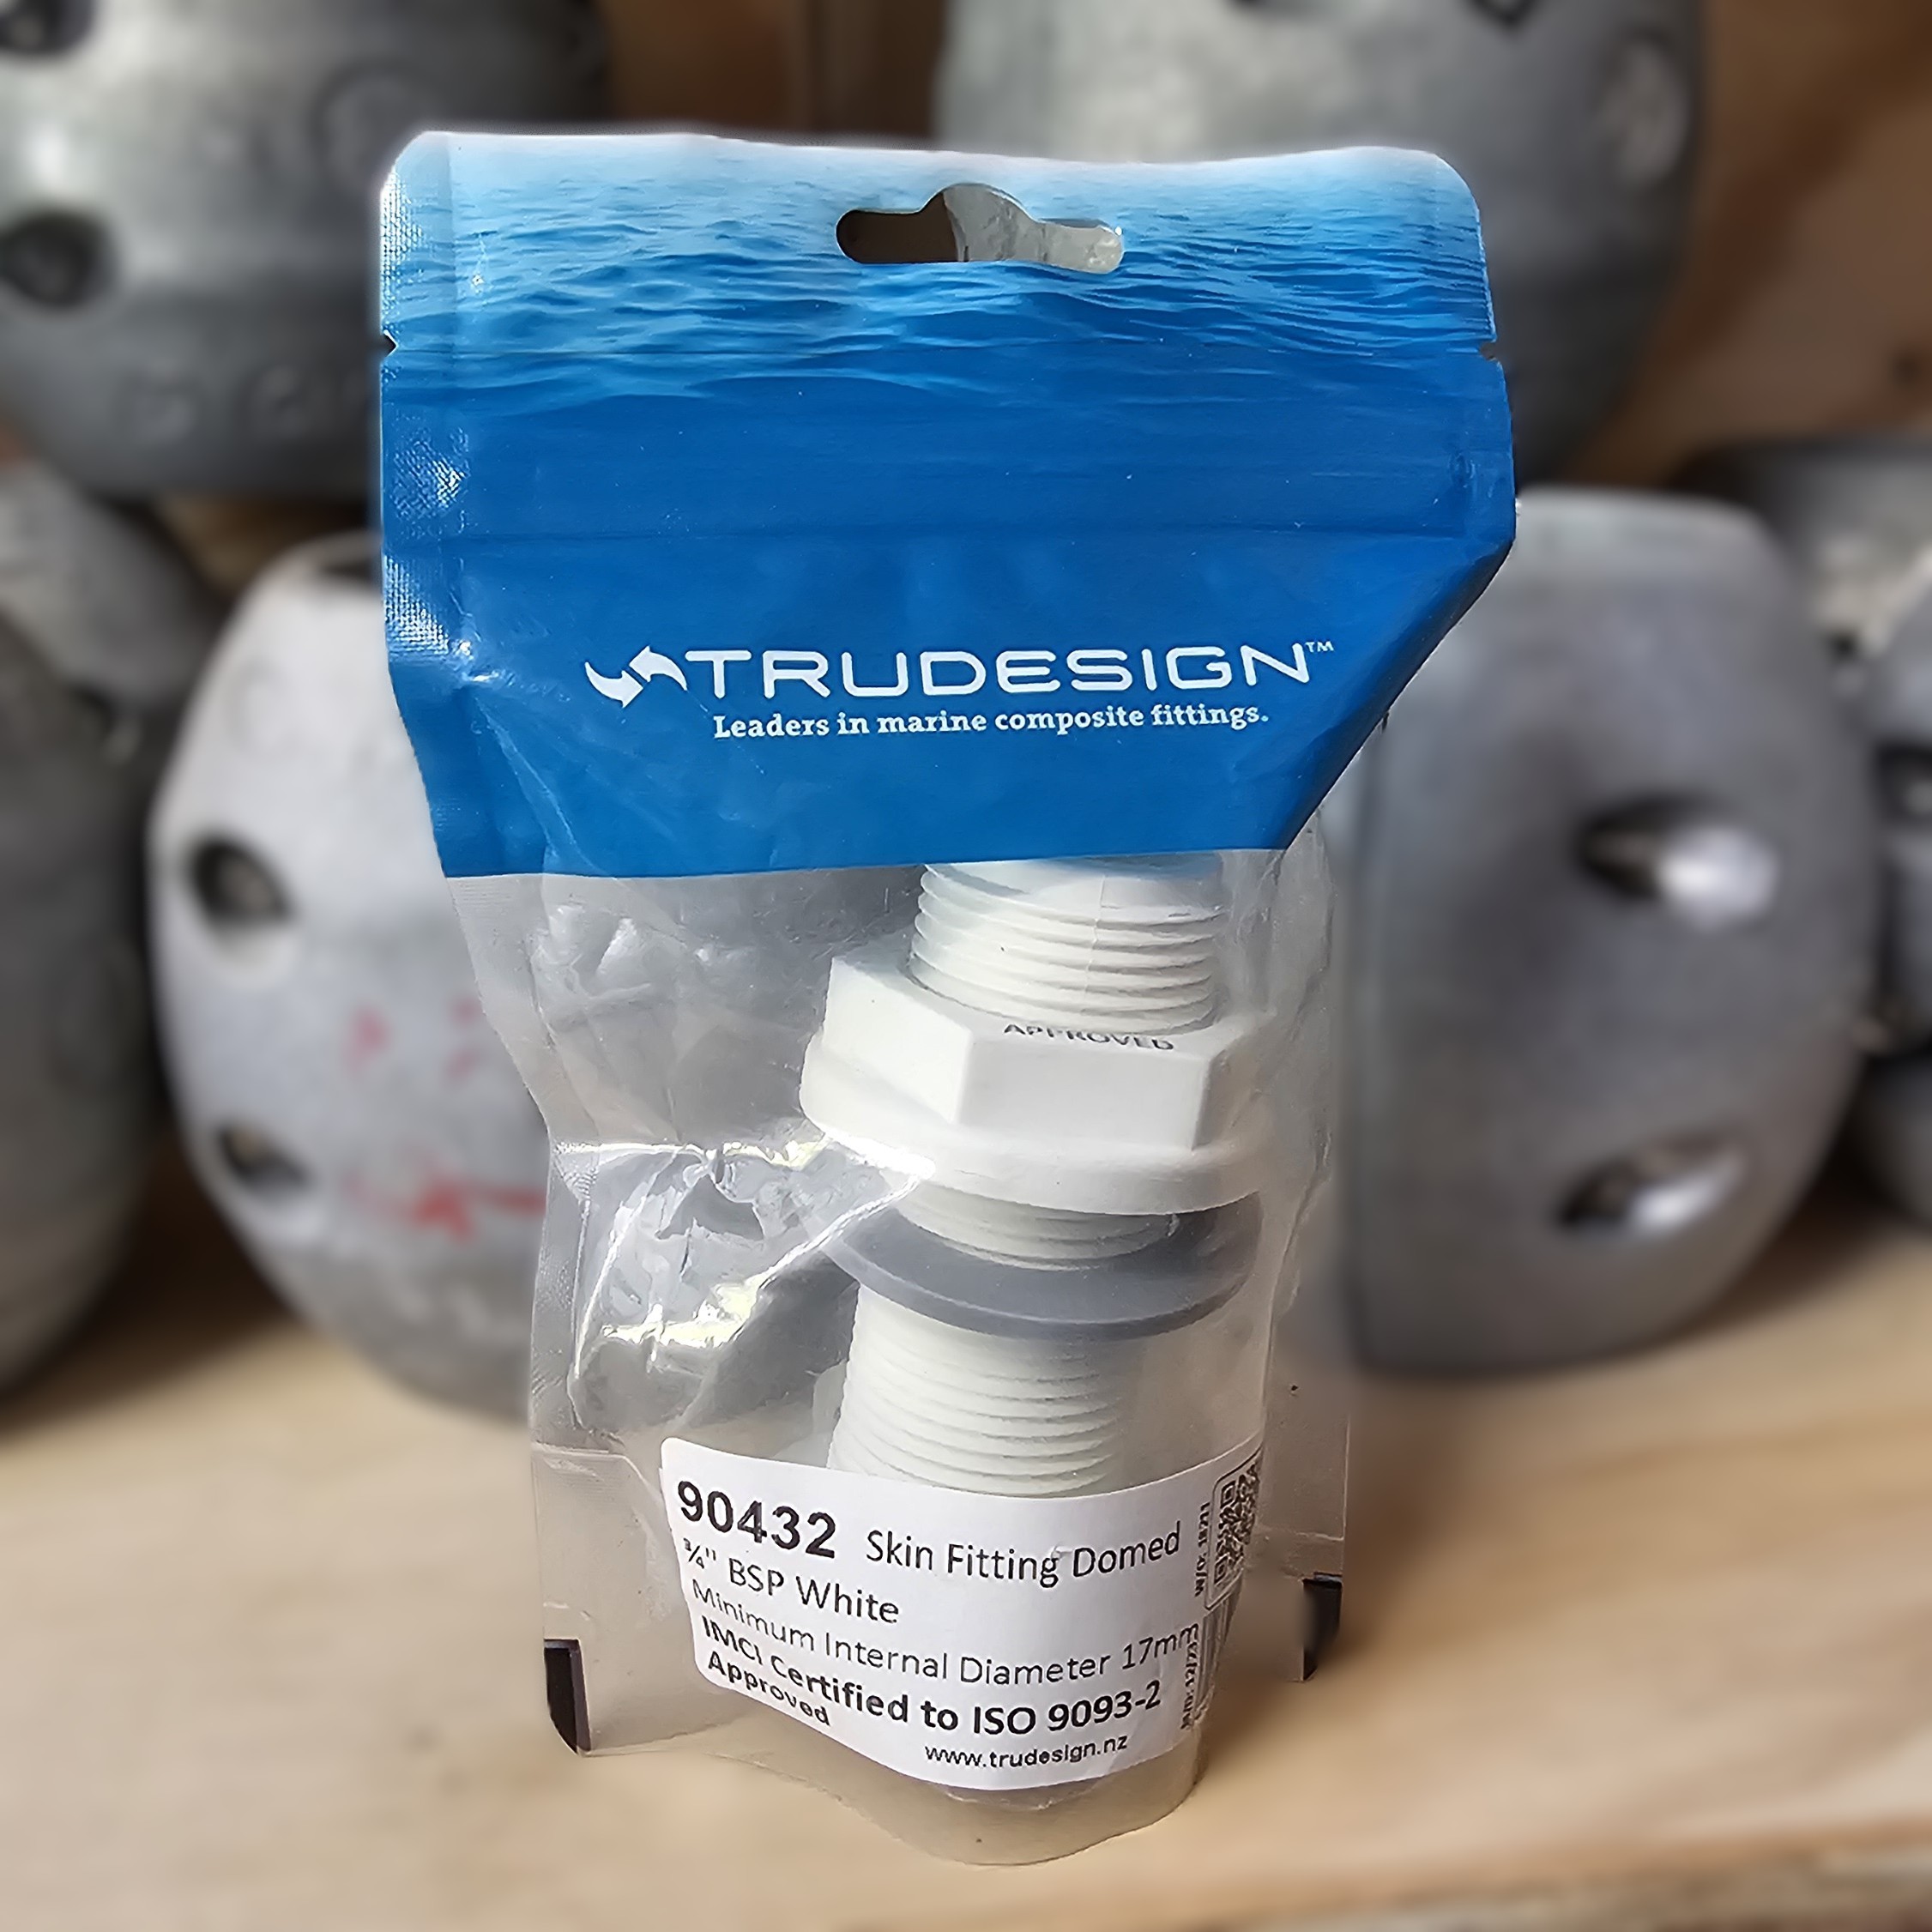 TRUDESIGN™
Leaders in marine composite fittings.
APPROVED
90432 Skin Fitting Domed
¾" BSP White
Minimum Internal Diameter 17mm
IMCI Certified to ISO 9093-2
Approved
www.trudesign.nz